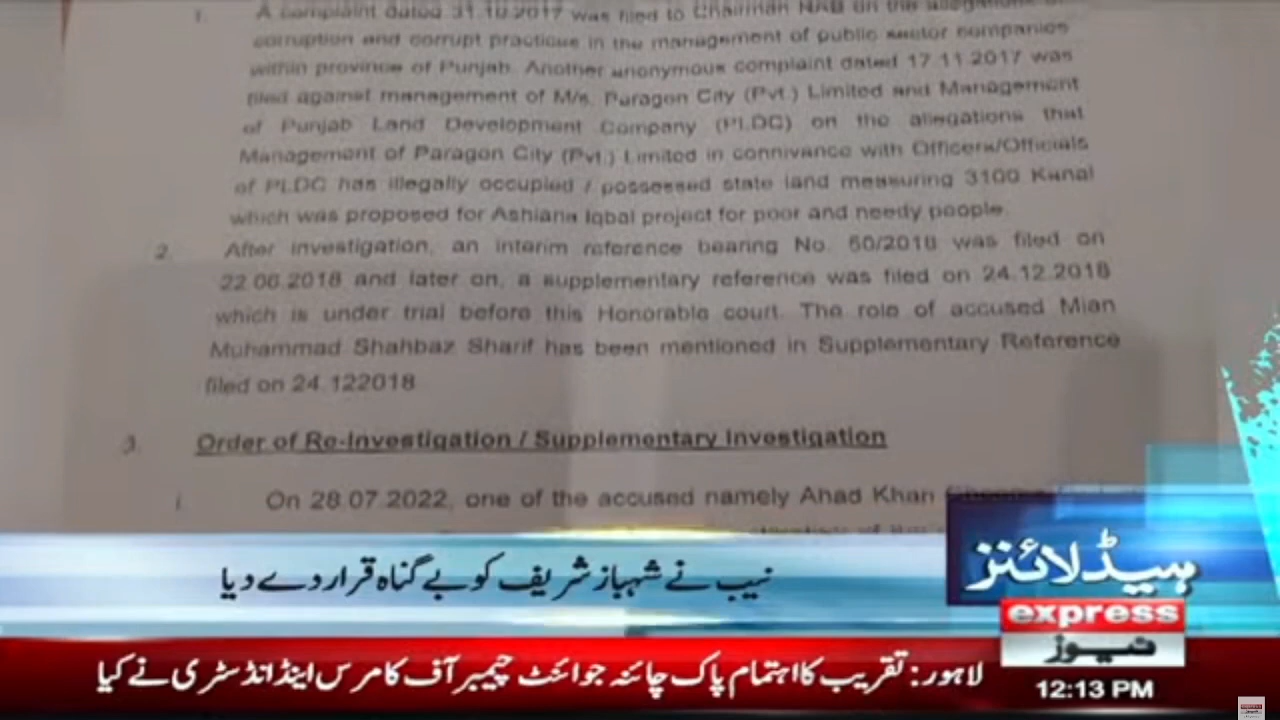 1. A complaint dated 31.10.2017 was filed to Chairman NAB on the allegations of
corruption and corrupt practices in the management of public sector companies
within province of Punjab. Another anonymous complaint dated 17.11.2017 was
filed against management of M/s. Paragon City (Pvt.) Limited and Management
of Punjab Land Development Company (PLDC) on the allegations that
Management of Paragon City (Pvt.) Limited in connivance with Officers/Officials
of PLDC has illegally occupied / possessed state land measuring 3100 Kanal
which was proposed for Ashiana Iqbal project for poor and needy people.
2. After investigation, an interim reference bearing No. 60/2018 was filed on
22.06.2018 and later on, a supplementary reference was filed on 24.12.2018
which is under trial before this Honorable court. The role of accused Mian
Muhammad Shahbaz Sharif has been mentioned in Supplementary Reference
filed on 24.122018
3. Order of Re-Investigation / Supplementary Investigation
i. On 28.07.2022, one of the accused namely Ahad Khan
ہیڈلائنز
نیب نے شہباز شریف کو بے گناہ قرار دے دیا
express
نیوز
لاہور: تقریب کا اہتمام پاک چائنہ جوائنٹ چیمبر آف کامرس اینڈ انڈسٹری نے کیا
12:13 PM